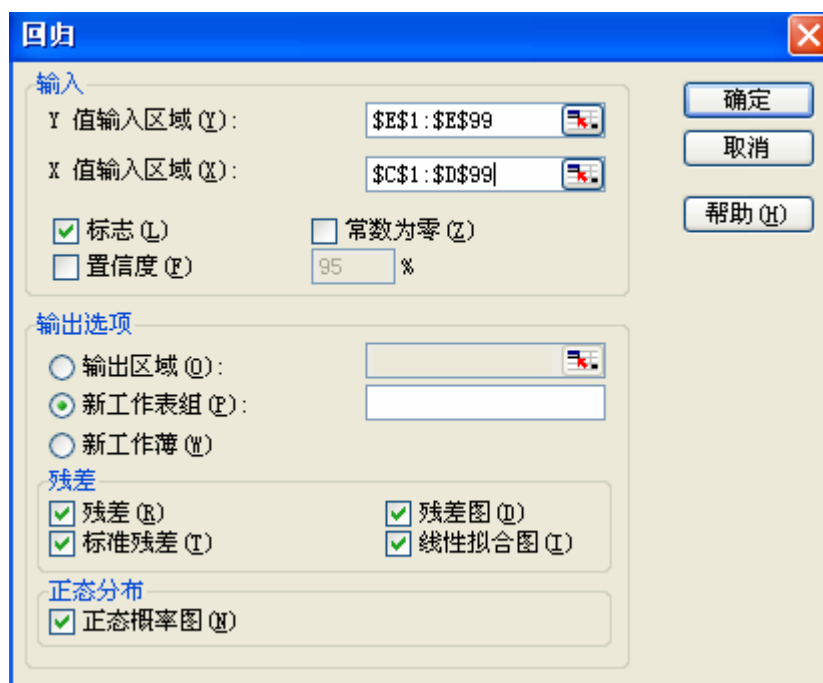 回归
输入
Y 值输入区域(Y):
$E$1:$E$99
X 值输入区域(X):
$C$1:$D$99
标志(L)
常数为零(Z)
置信度(F)
95
%
确定
取消
帮助(H)
输出选项
输出区域(O):
新工作表组(P):
新工作薄(W)
残差
残差(R)
残差图(D)
标准残差(T)
线性拟合图(I)
正态分布
正态概率图(N)